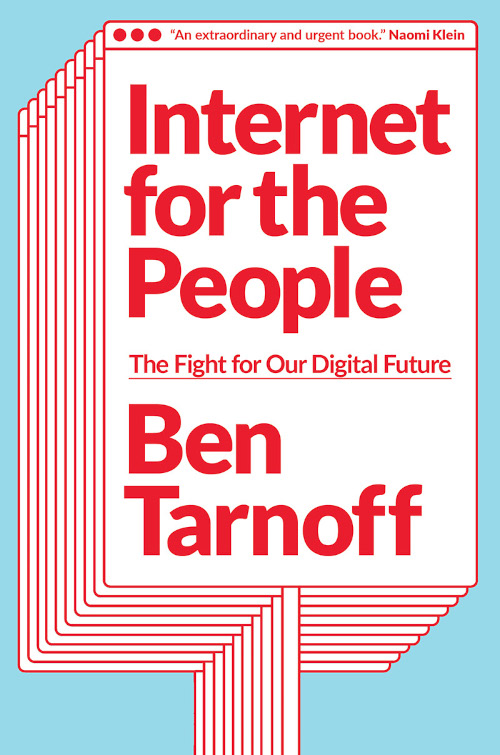 “An extraordinary and urgent book.” Naomi Klein
Internet
for the
People
The Fight for Our Digital Future
Ben
Tarnoff